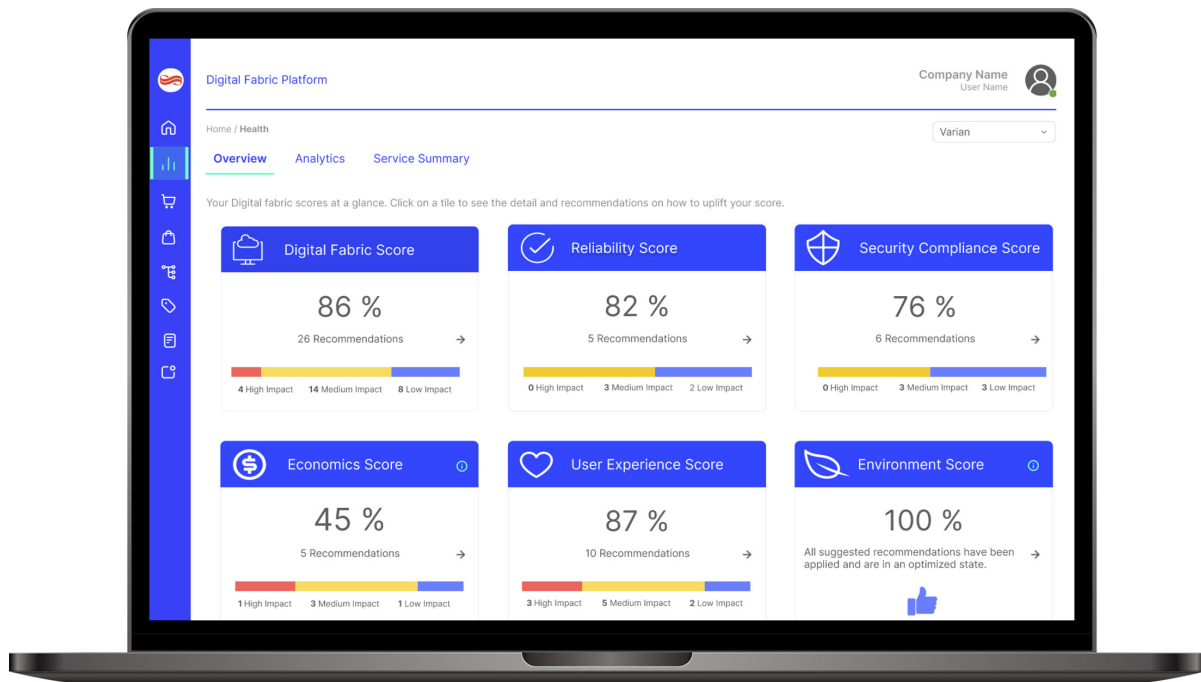 Digital Fabric Platform
Company Name
User Name
Home / Health
Varian
Overview Analytics Service Summary
Your Digital fabric scores at a glance. Click on a tile to see the detail and recommendations on how to uplift your score.
Digital Fabric Score
86 %
26 Recommendations
4 High Impact 14 Medium Impact 8 Low Impact
Reliability Score
82 %
5 Recommendations
0 High Impact 3 Medium Impact 2 Low Impact
Security Compliance Score
76 %
6 Recommendations
0 High Impact 3 Medium Impact 3 Low Impact
Economics Score
45 %
5 Recommendations
1 High Impact 3 Medium Impact 1 Low Impact
User Experience Score
87 %
10 Recommendations
3 High Impact 5 Medium Impact 2 Low Impact
Environment Score
100 %
All suggested recommendations have been
applied and are in an optimized state.